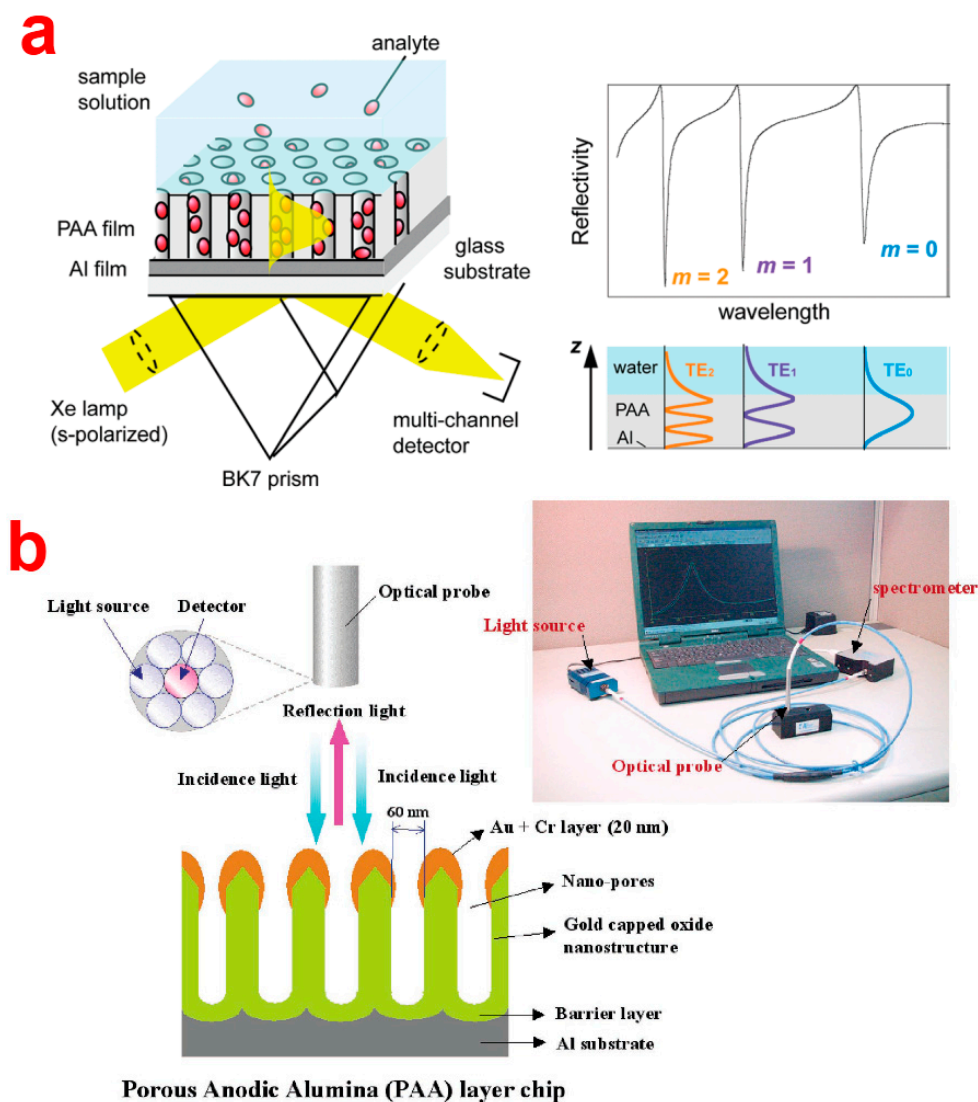 a
analyte
sample
solution
PAA film
Al film
glass
substrate
Xe lamp
(s-polarized)
multi-channel
detector
BK7 prism
Reflectivity
m = 2
m = 1
m = 0
wavelength
z
water
TE2
TE1
TE0
PAA
Al
b
Light source
Detector
Optical probe
Reflection light
Incidence light
Incidence light
60 nm
Au + Cr layer (20 nm)
Nano-pores
Gold capped oxide
nanostructure
Barrier layer
Al substrate
Porous Anodic Alumina (PAA) layer chip
spectrometer
Light source
Optical probe